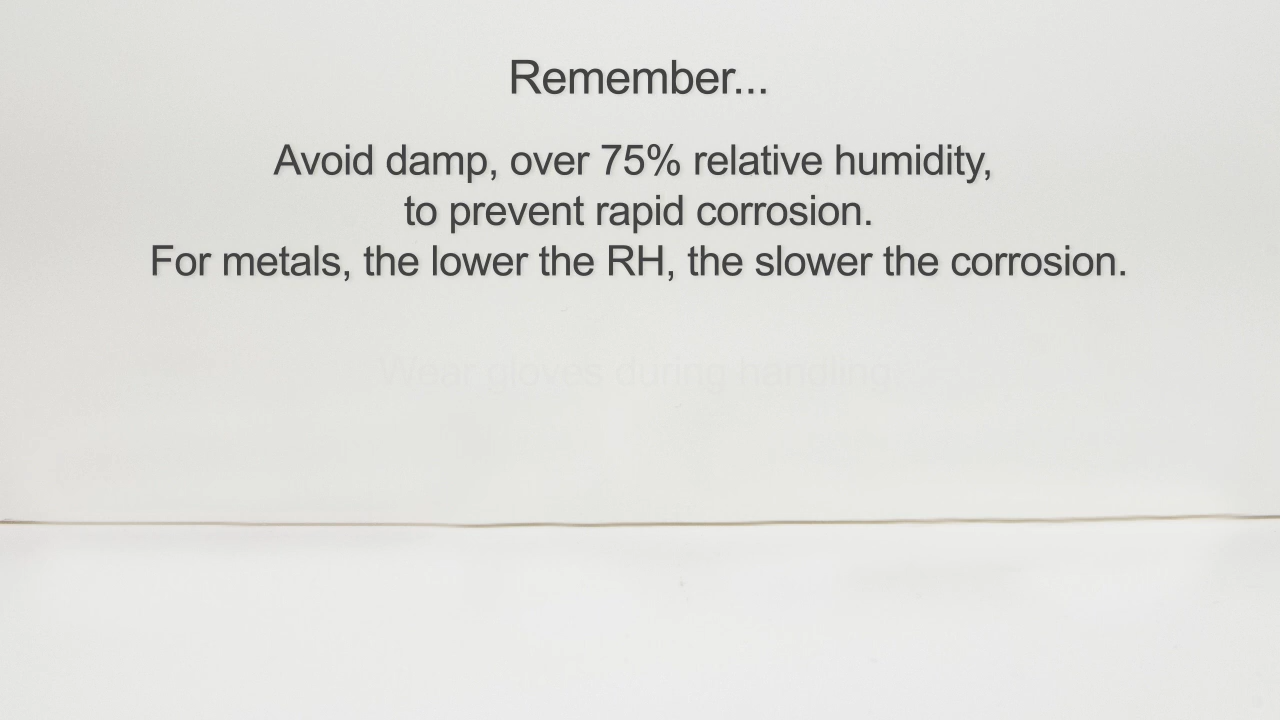 Remember...
Avoid damp, over 75% relative humidity,
to prevent rapid corrosion.
For metals, the lower the RH, the slower the corrosion.
Wear gloves during handling.